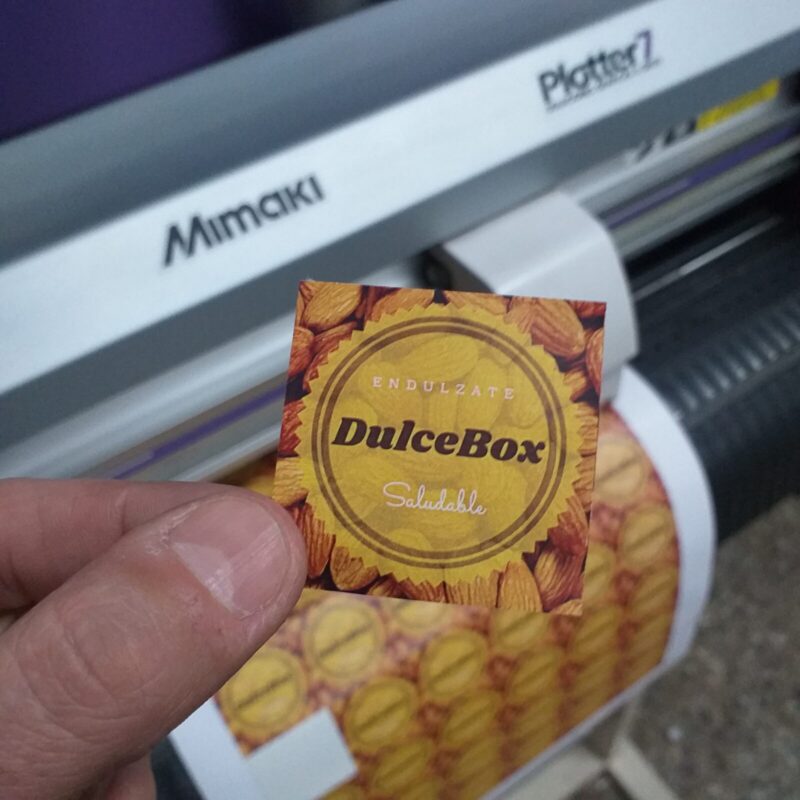 Plotter7
Mimaki
ENDULZATE
DulceBox
Saludable